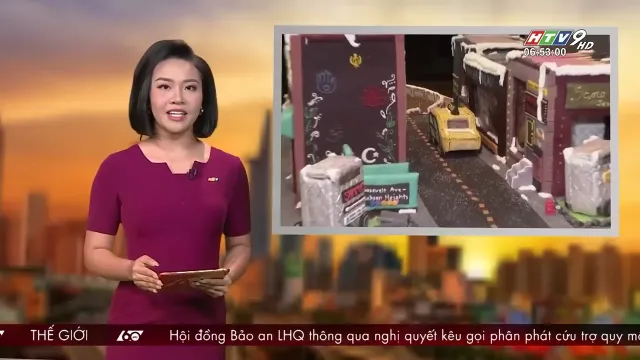 HTV9 HD
06:53:00
Roosevelt Ave -
Jackson Heights
THẾ GIỚI
60
Hội đồng Bảo an LHQ thông qua nghị quyết kêu gọi phân phát cứu trợ quy m